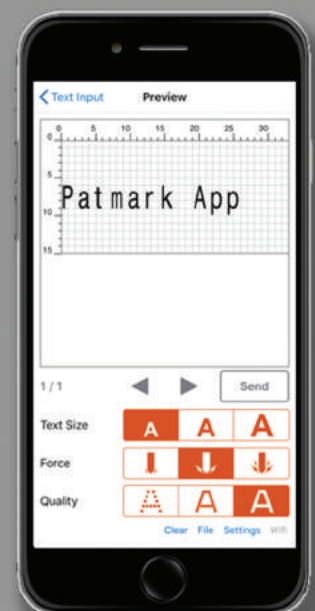 Text Input Preview
0 5 10 15 20 25 30
0
5
Patmark App
10
15
1 / 1 Send
Text Size A A A
Force
Quality A A A
Clear File Settings Wifi